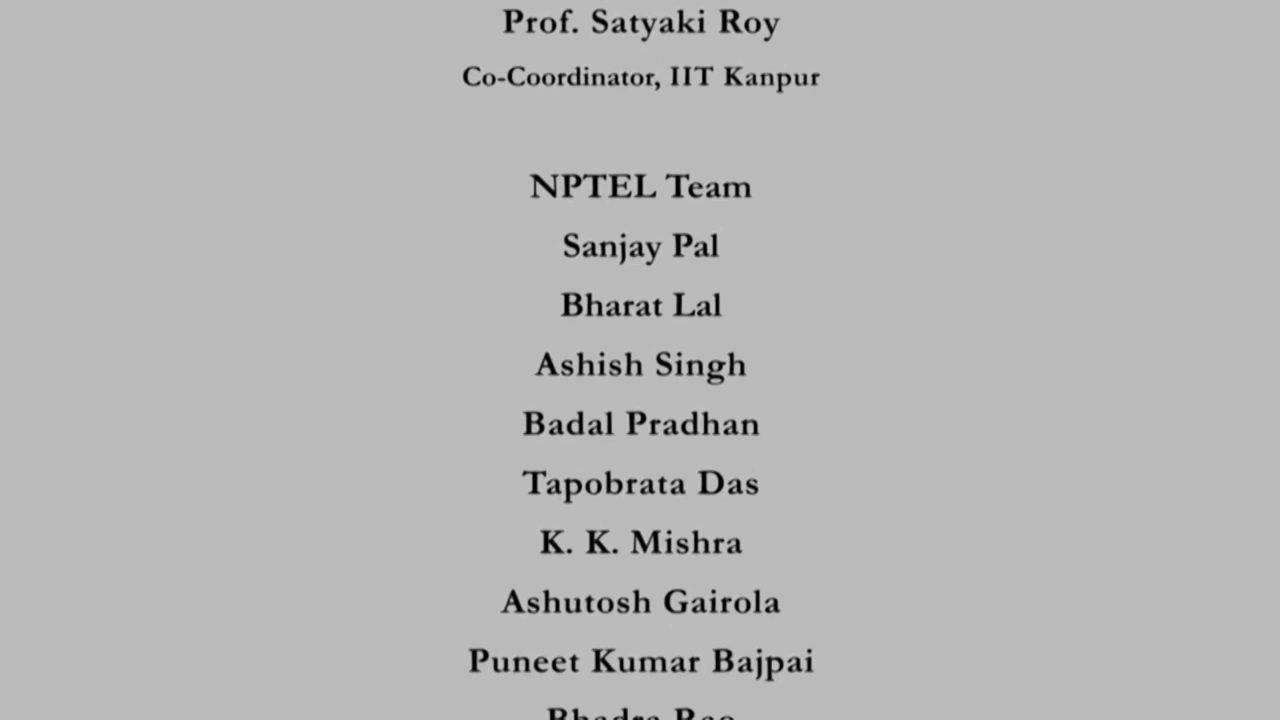 Prof. Satyaki Roy
Co-Coordinator, IIT Kanpur
NPTEL Team
Sanjay Pal
Bharat Lal
Ashish Singh
Badal Pradhan
Tapobrata Das
K. K. Mishra
Ashutosh Gairola
Puneet Kumar Bajpai